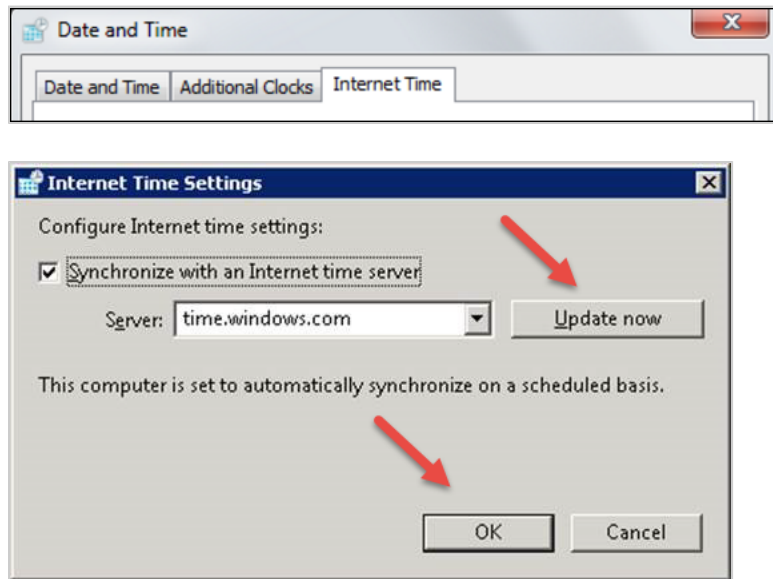 Date and Time
Date and Time Additional Clocks Internet Time
Internet Time Settings
Configure Internet time settings:
Synchronize with an Internet time server
Server: time.windows.com Update now
This computer is set to automatically synchronize on a scheduled basis.
OK Cancel